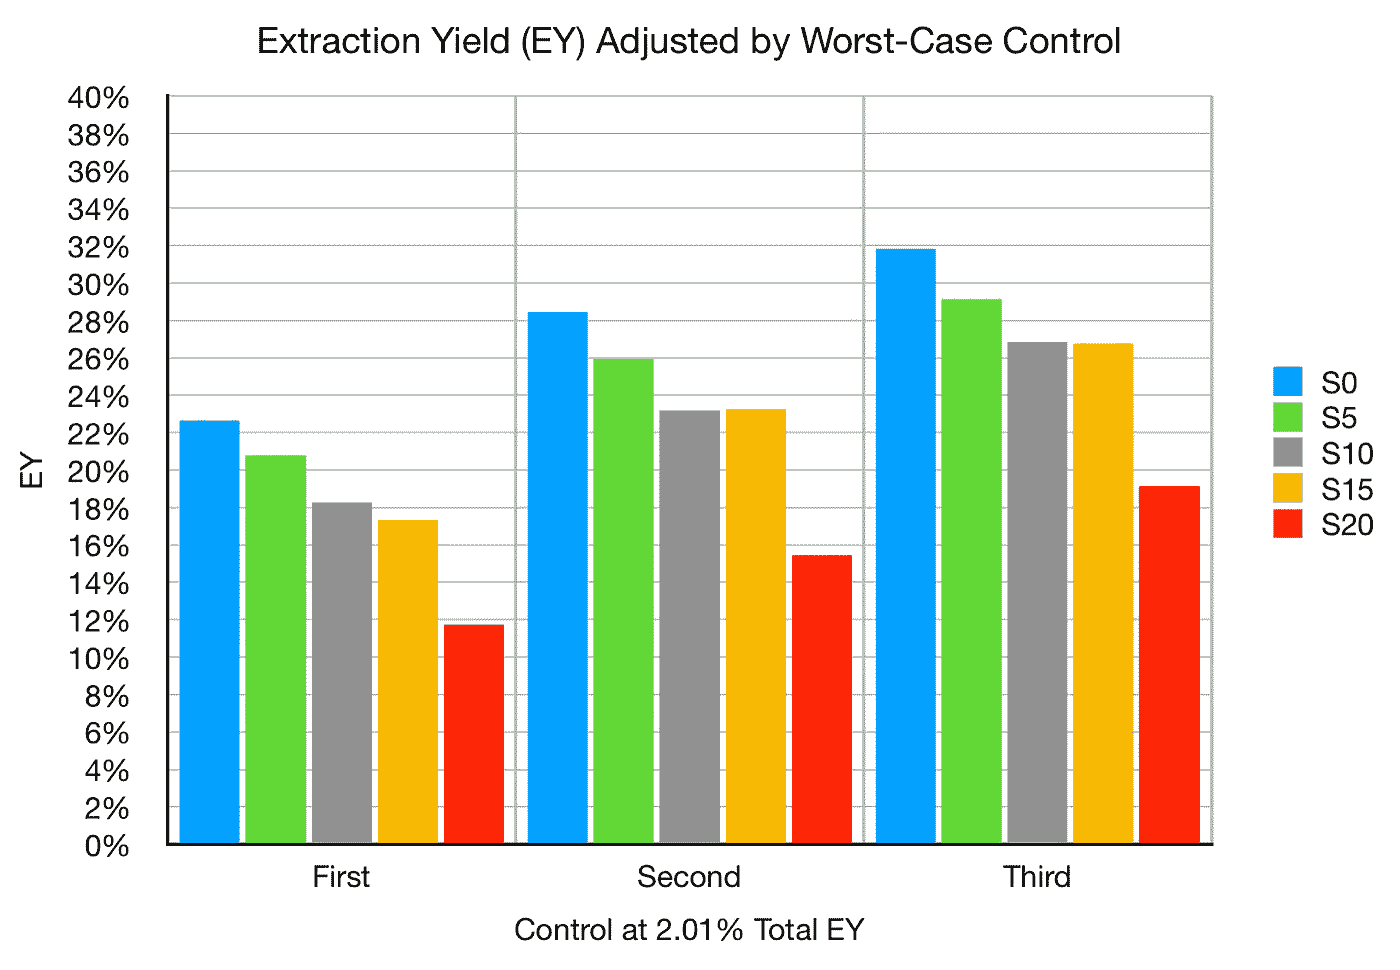 Extraction Yield (EY) Adjusted by Worst-Case Control
40%
38%
36%
34%
32%
30%
28%
26%
24%
22%
20%
18%
16%
14%
12%
10%
8%
6%
4%
2%
0%
EY
First
Second
Third
Control at 2.01% Total EY
S0
S5
S10
S15
S20